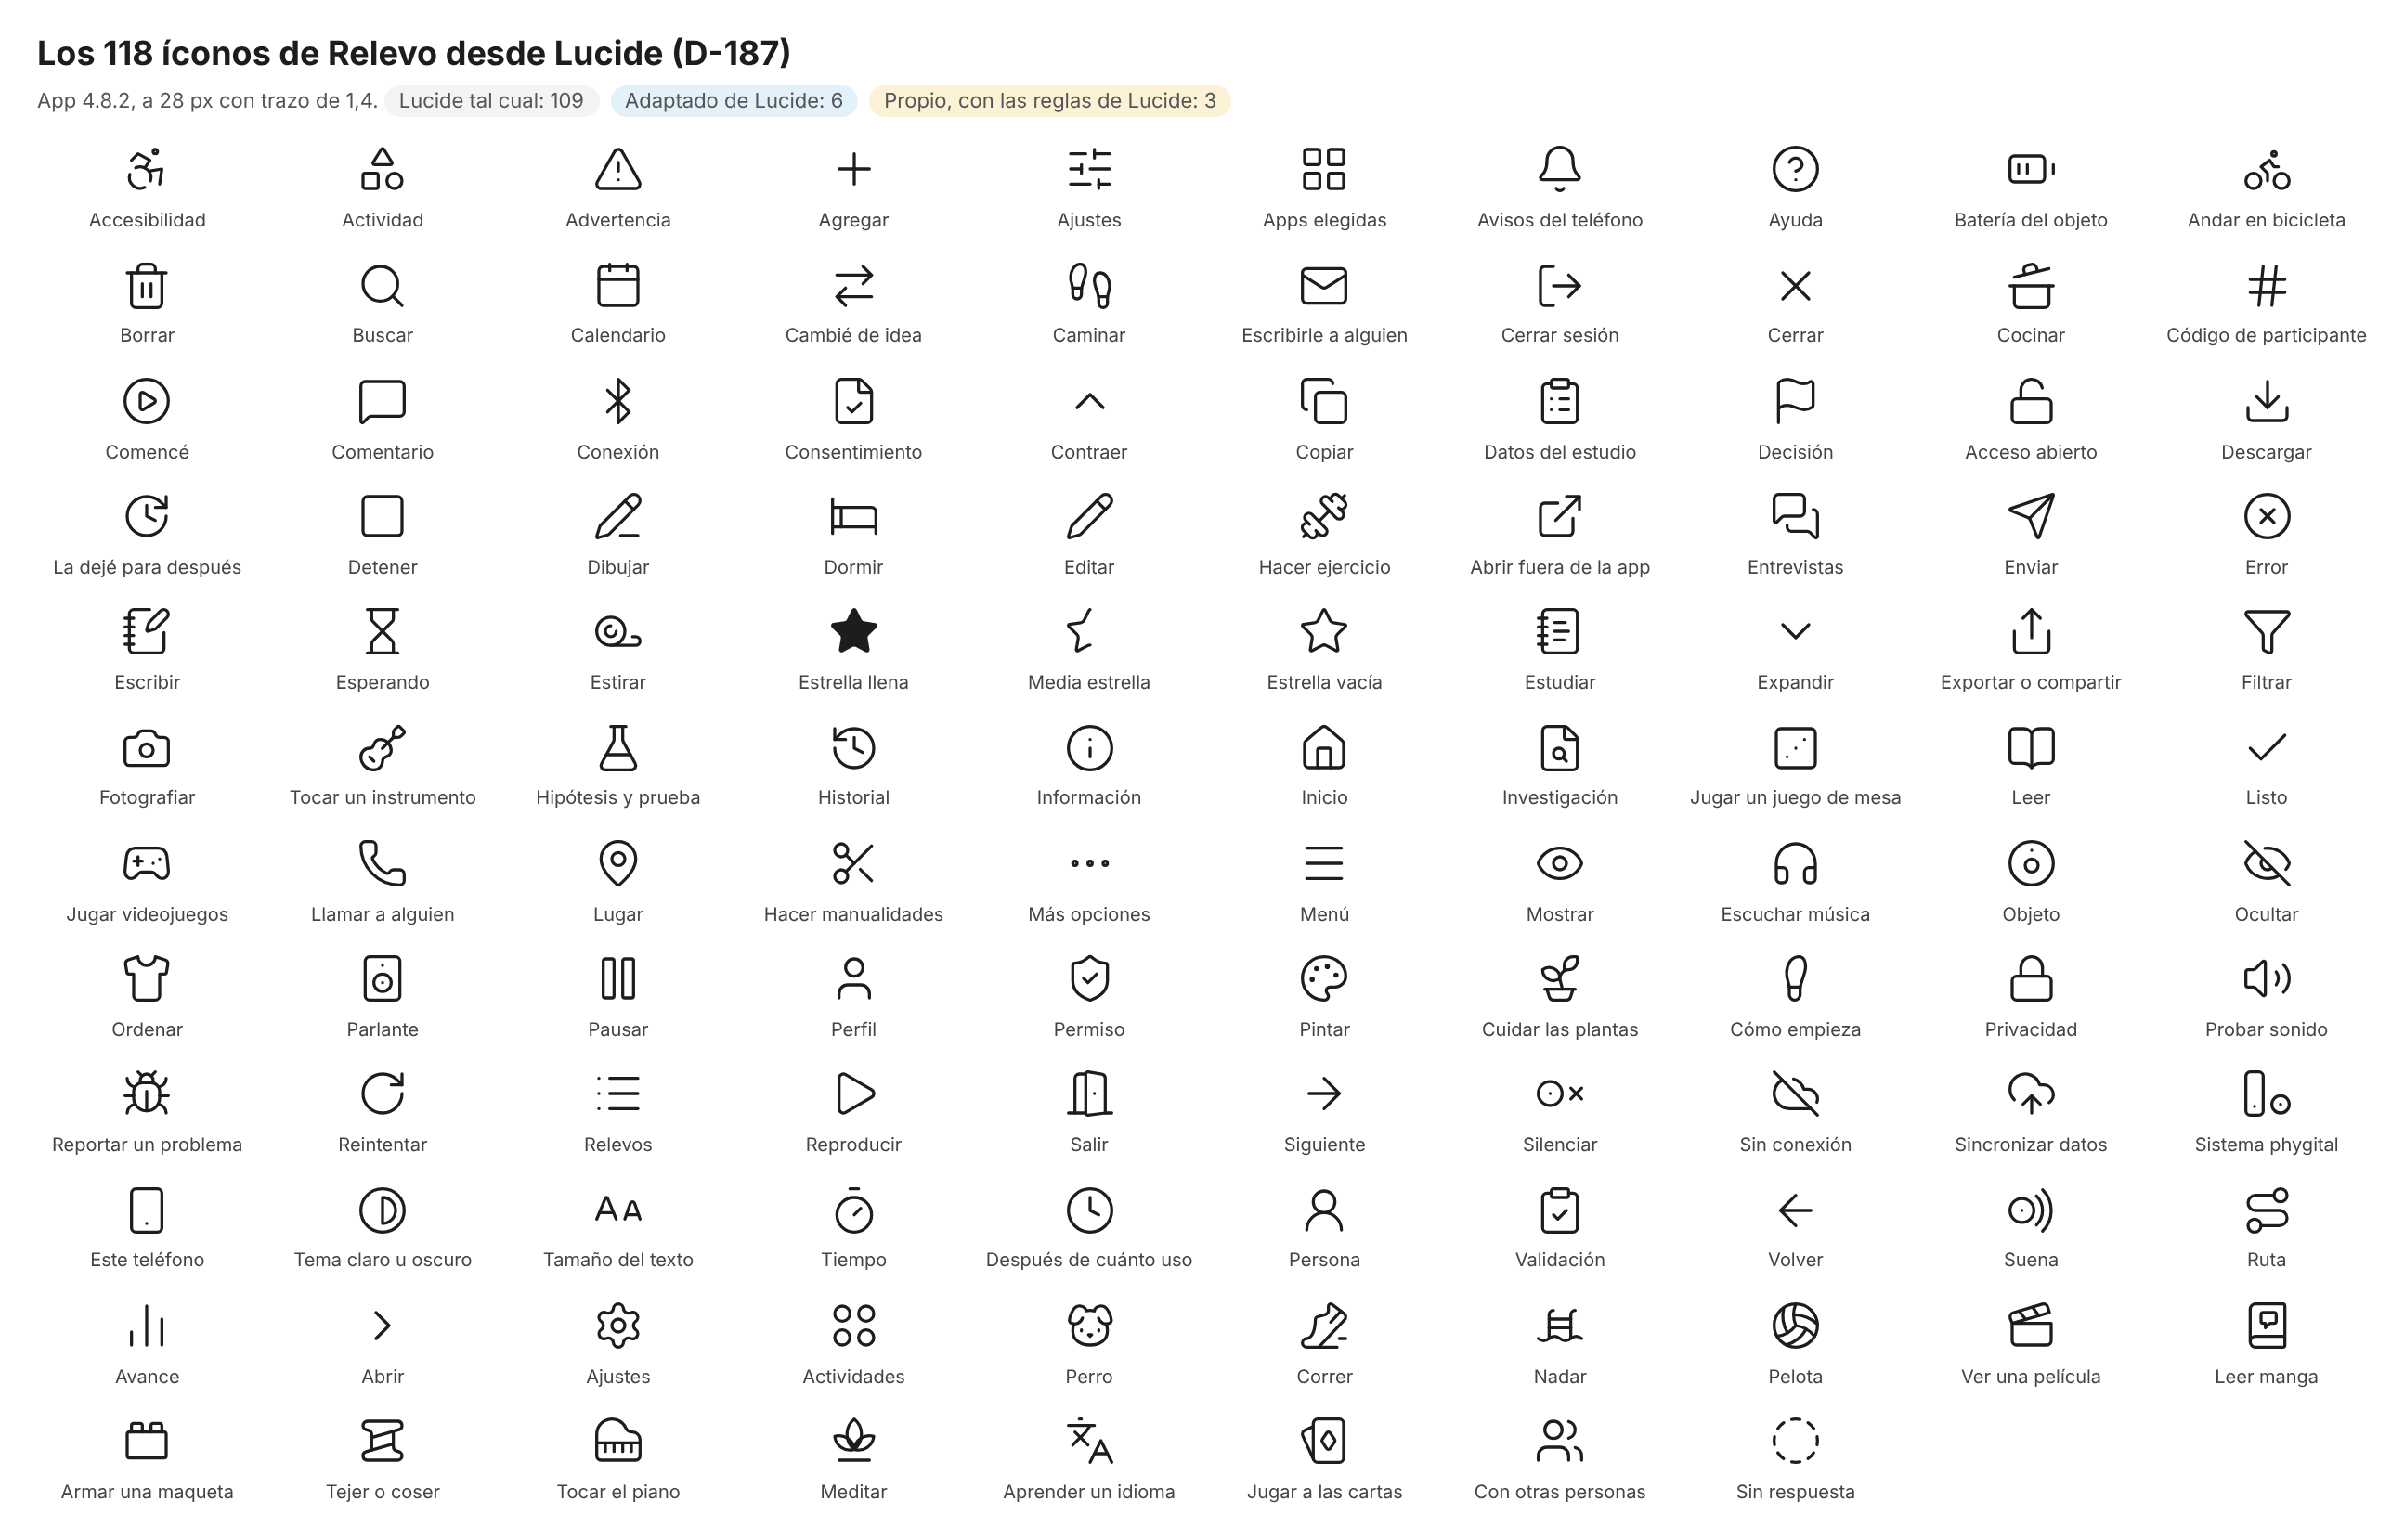 Los 118 íconos de Relevo desde Lucide (D-187)
App 4.8.2, a 28 px con trazo de 1,4. Lucide tal cual: 109 Adaptado de Lucide: 6 Propio, con las reglas de Lucide: 3
Accesibilidad Actividad Advertencia Agregar Ajustes Apps elegidas Avisos del teléfono Ayuda Batería del objeto Andar en bicicleta
Borrar Buscar Calendario Cambié de idea Caminar Escribirle a alguien Cerrar sesión Cerrar Cocinar Código de participante
Comencé Comentario Conexión Consentimiento Contraer Copiar Datos del estudio Decisión Acceso abierto Descargar
La dejé para después Detener Dibujar Dormir Editar Hacer ejercicio Abrir fuera de la app Entrevistas Enviar Error
Escribir Esperando Estirar Estrella llena Media estrella Estrella vacía Estudiar Expandir Exportar o compartir Filtrar
Fotografiar Tocar un instrumento Hipótesis y prueba Historial Información Inicio Investigación Jugar un juego de mesa Leer Listo
Jugar videojuegos Llamar a alguien Lugar Hacer manualidades Más opciones Menú Mostrar Escuchar música Objeto Ocultar
Ordenar Parlante Pausar Perfil Permiso Pintar Cuidar las plantas Cómo empieza Privacidad Probar sonido
Reportar un problema Reintentar Relevos Reproducir Salir Siguiente Silenciar Sin conexión Sincronizar datos Sistema phygital
Este teléfono Tema claro u oscuro Tamaño del texto Tiempo Después de cuánto uso Persona Validación Volver Suena Ruta
Avance Abrir Ajustes Actividades Perro Correr Nadar Pelota Ver una película Leer manga
Armar una maqueta Tejer o coser Tocar el piano Meditar Aprender un idioma Jugar a las cartas Con otras personas Sin respuesta